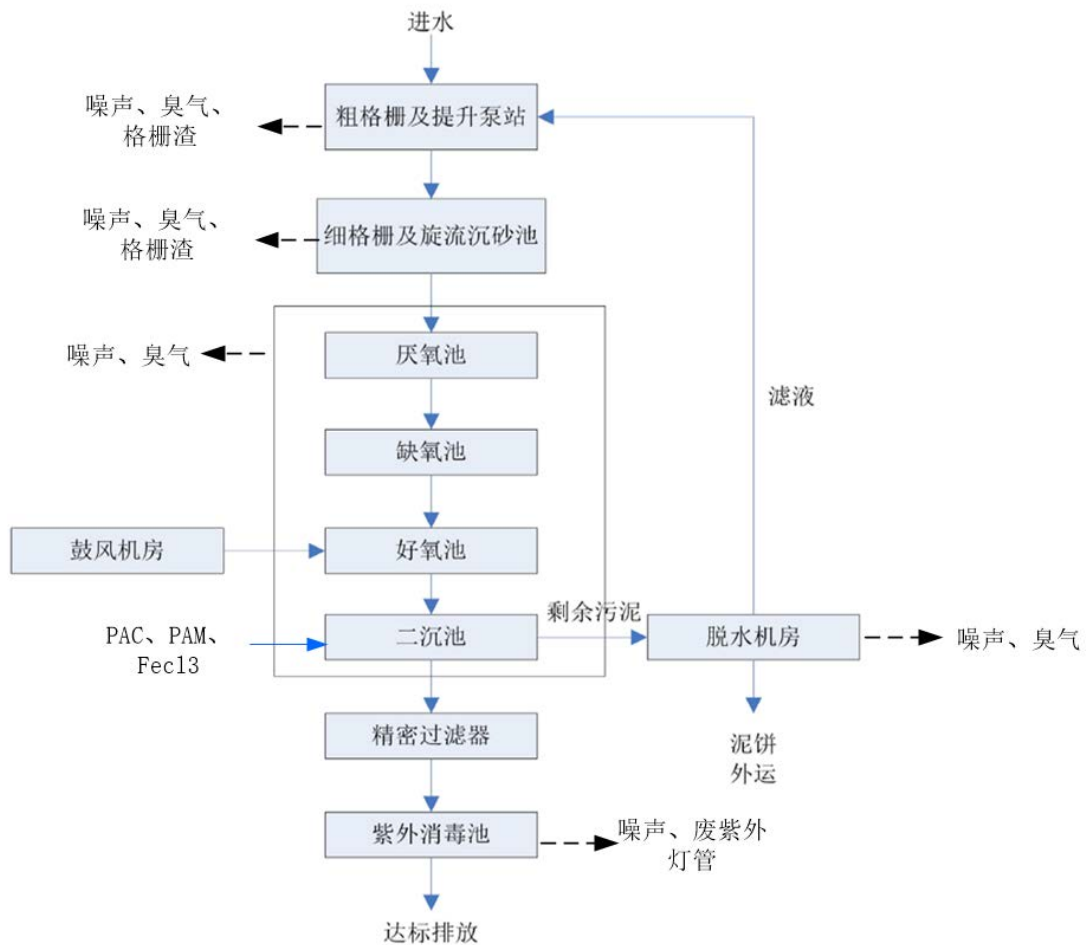 进水
噪声、臭气、
格栅渣
粗格栅及提升泵站
噪声、臭气、
格栅渣
细格栅及旋流沉砂池
噪声、臭气
厌氧池
滤液
缺氧池
鼓风机房
好氧池
剩余污泥
PAC、PAM、
Fecl3
二沉池
脱水机房
噪声、臭气
精密过滤器
泥饼
外运
紫外消毒池
噪声、废紫外
灯管
达标排放